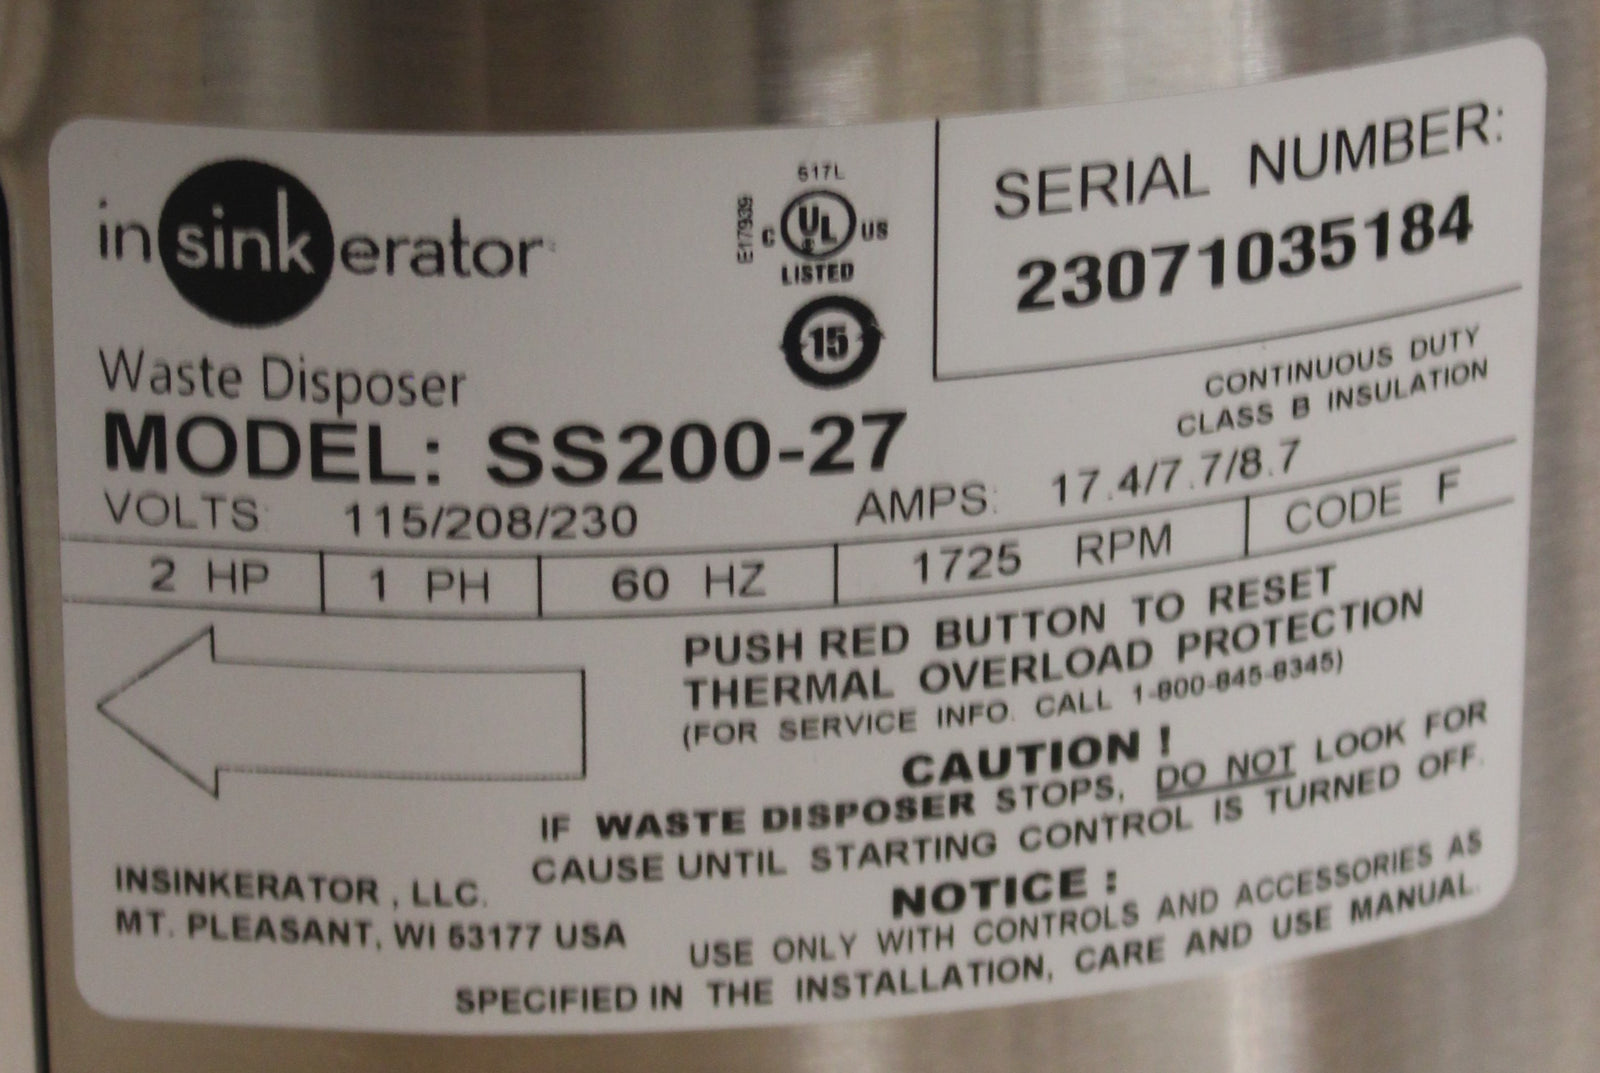 insinkerator
Waste Disposer
517L
E17939
C UL US
LISTED
15
SERIAL NUMBER:
23071035184
CONTINUOUS DUTY
CLASS B INSULATION
MODEL: SS200-27
VOLTS: 115/208/230 AMPS: 17.4/7.7/8.7
2 HP 1 PH 60 HZ 1725 RPM CODE F
PUSH RED BUTTON TO RESET
THERMAL OVERLOAD PROTECTION
(FOR SERVICE INFO. CALL 1-800-845-8345)
CAUTION !
IF WASTE DISPOSER STOPS, DO NOT LOOK FOR
CAUSE UNTIL STARTING CONTROL IS TURNED OFF.
INSINKERATOR , LLC.
MT. PLEASANT, WI 53177 USA
NOTICE :
USE ONLY WITH CONTROLS AND ACCESSORIES AS
SPECIFIED IN THE INSTALLATION, CARE AND USE MANUAL.